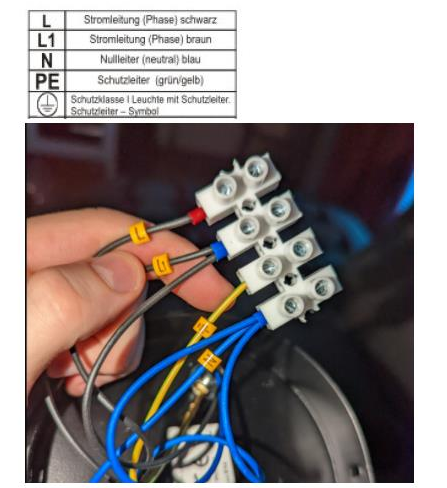 L Stromleitung (Phase) schwarz
L1 Stromleitung (Phase) braun
N Nullleiter (neutral) blau
PE Schutzleiter (grün/gelb)
Schutzklasse I Leuchte mit Schutzleiter.
Schutzleiter – Symbol